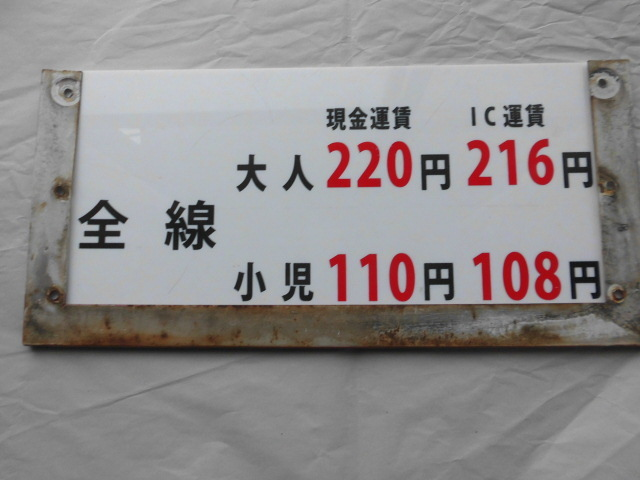 現金運賃 IC運賃
大人 220円 216円
全線
小児 110円 108円